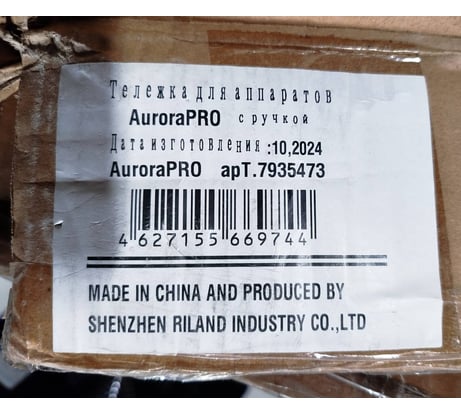 Тележка для аппаратов
AuroraPRO с ручкой
Дата изготовления :10,2024
AuroraPRO арТ.7935473
4 627155 669744
MADE IN CHINA AND PRODUCED BY
SHENZHEN RILAND INDUSTRY CO.,LTD